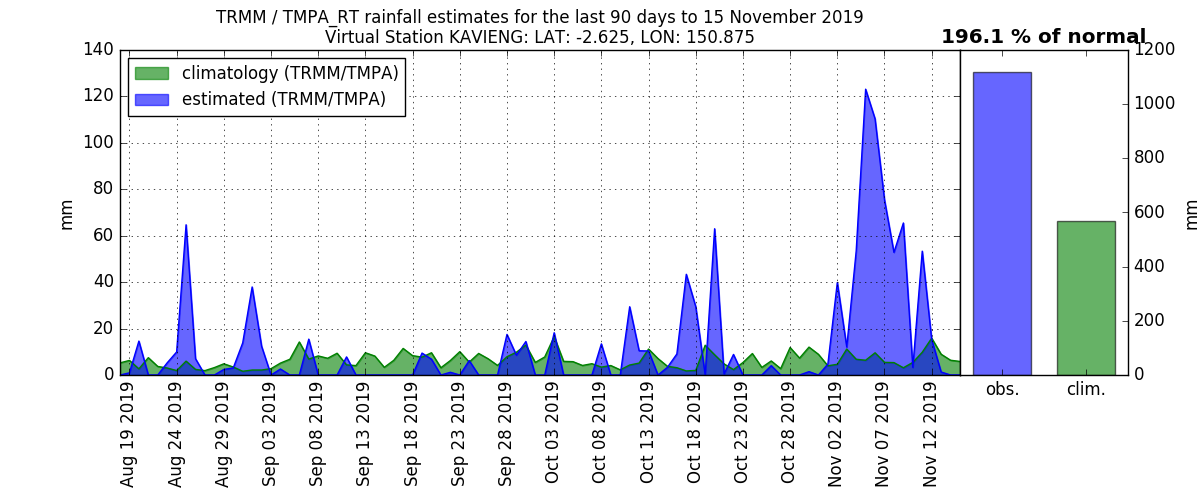 TRMM / TMPA_RT rainfall estimates for the last 90 days to 15 November 2019
Virtual Station KAVIENG: LAT: -2.625, LON: 150.875
196.1 % of normal
climatology (TRMM/TMPA)
estimated (TRMM/TMPA)
mm
140
120
100
80
60
40
20
0
Aug 19 2019
Aug 24 2019
Aug 29 2019
Sep 03 2019
Sep 08 2019
Sep 13 2019
Sep 18 2019
Sep 23 2019
Sep 28 2019
Oct 03 2019
Oct 08 2019
Oct 13 2019
Oct 18 2019
Oct 23 2019
Oct 28 2019
Nov 02 2019
Nov 07 2019
Nov 12 2019
obs.
clim.
1200
1000
800
600
400
200
0
mm